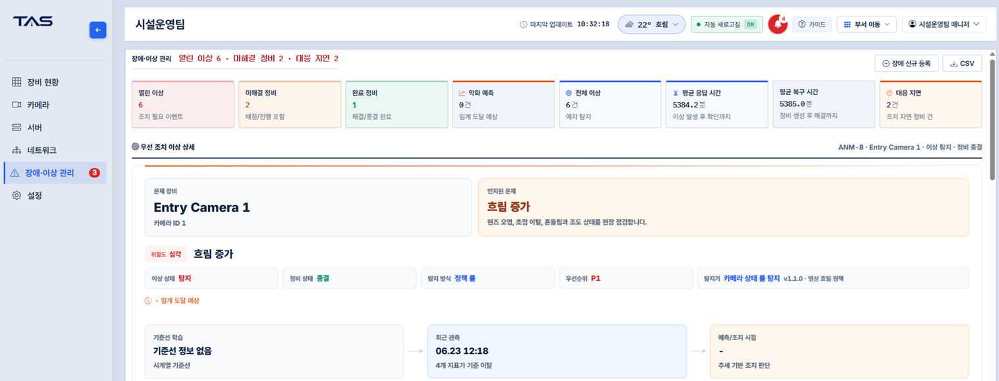 TAS
장비 현황
카메라
서버
네트워크
장애·이상 관리 3
설정
시설운영팀
마지막 업데이트 10:32:18
22° 흐림
자동 새로고침 ON
4
가이드
부서 이동
시설운영팀 매니저
장애·이상 관리 열린 이상 6 · 미해결 정비 2 · 대응 지연 2
장애 신규 등록
CSV
열린 이상
6
조치 필요 이벤트
미해결 정비
2
배정/진행 포함
완료 정비
1
해결/종결 완료
악화 예측
0건
임계 도달 예상
전체 이상
6건
예지 탐지
평균 응답 시간
5384.2분
이상 발생 후 확인까지
평균 복구 시간
5385.0분
정비 생성 후 해결까지
대응 지연
2건
조치 지연 정비 건
우선 조치 이상 상세
ANM-8 · Entry Camera 1 · 이상 탐지 · 정비 종결
문제 장비
Entry Camera 1
카메라 ID 1
인지된 문제
흐림 증가
렌즈 오염, 초점 이탈, 흔들림과 조도 상태를 현장 점검합니다.
위험도 심각 흐림 증가
이상 상태 탐지
정비 상태 종결
탐지 방식 정책 룰
우선순위 P1
탐지기 카메라 상태 룰 탐지 v1.1.0 · 영상 흐림 정책
- 임계 도달 예상
기준선 학습
기준선 정보 없음
시계열 기준선
최근 관측
06.23 12:18
4개 지표가 기준 이탈
예측/조치 시점
-
추세 기반 조치 판단